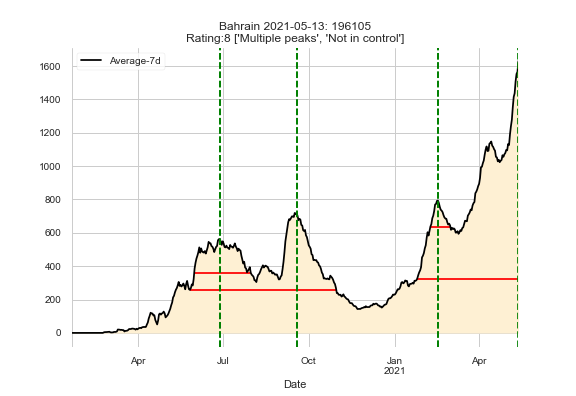 Bahrain 2021-05-13: 196105
Rating:8 ['Multiple peaks', 'Not in control']
Average-7d
1600
1400
1200
1000
800
600
400
200
0
Apr
Jul
Oct
Jan
2021
Apr
Date